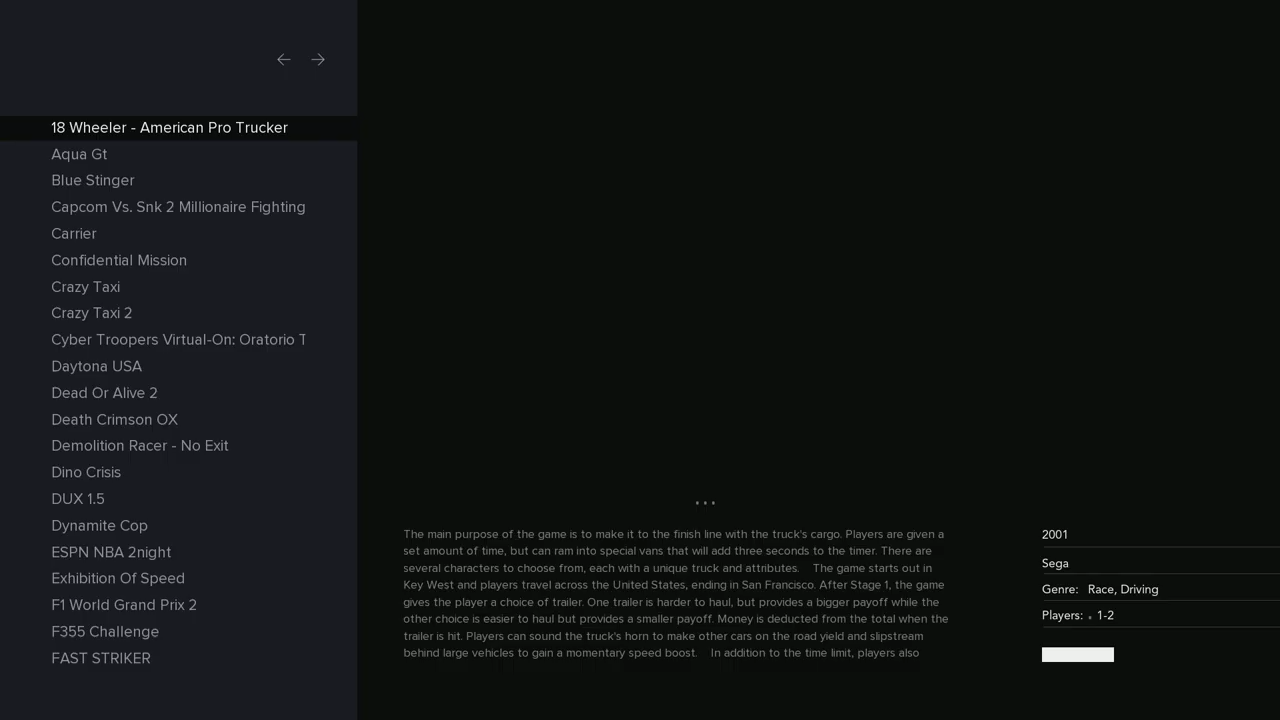 18 Wheeler - American Pro Trucker
Aqua Gt
Blue Stinger
Capcom Vs. Snk 2 Millionaire Fighting
Carrier
Confidential Mission
Crazy Taxi
Crazy Taxi 2
Cyber Troopers Virtual-On: Oratorio T
Daytona USA
Dead Or Alive 2
Death Crimson OX
Demolition Racer - No Exit
Dino Crisis
DUX 1.5
Dynamite Cop
ESPN NBA 2night
Exhibition Of Speed
F1 World Grand Prix 2
F355 Challenge
FAST STRIKER
...
The main purpose of the game is to make it to the finish line with the truck's cargo. Players are given a
set amount of time, but can ram into special vans that will add three seconds to the timer. There are
several characters to choose from, each with a unique truck and attributes. The game starts out in
Key West and players travel across the United States, ending in San Francisco. After Stage 1, the game
gives the player a choice of trailer. One trailer is harder to haul, but provides a bigger payoff while the
other choice is easier to haul but provides a smaller payoff. Money is deducted from the total when the
trailer is hit. Players can sound the truck's horn to make other cars on the road yield and slipstream
behind large vehicles to gain a momentary speed boost. In addition to the time limit, players also
2001
Sega
Genre: Race, Driving
Players: 1-2